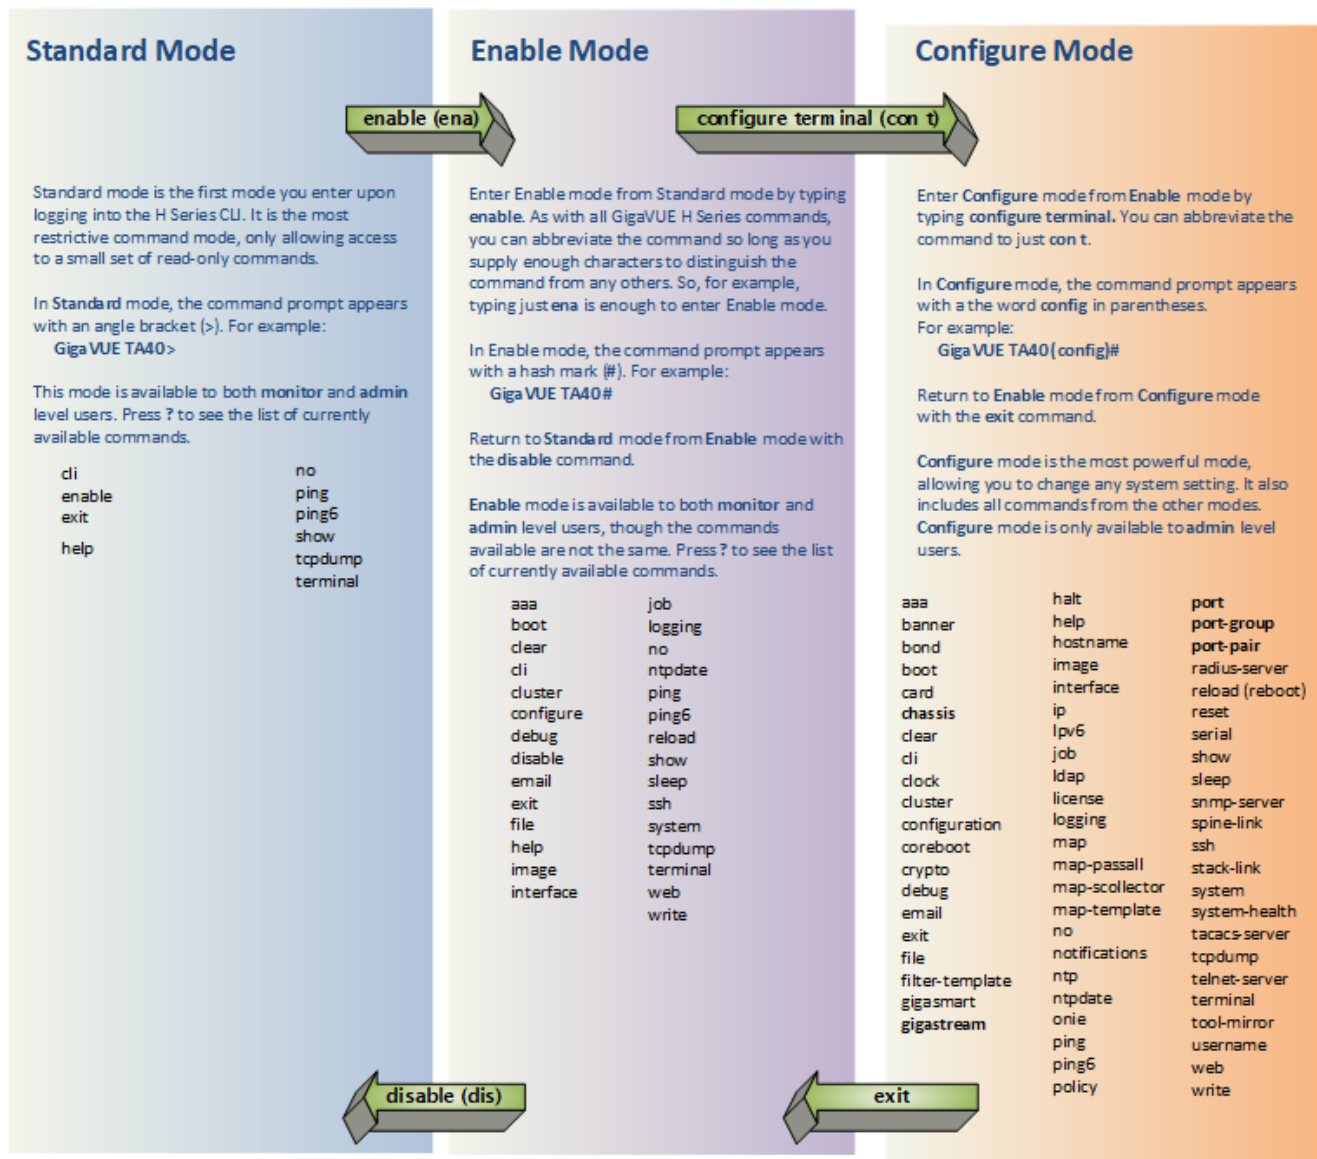 Standard Mode
enable (ena)
Standard mode is the first mode you enter upon
logging into the H Series CLI. It is the most
restrictive command mode, only allowing access
to a small set of read-only commands.
In Standard mode, the command prompt appears
with an angle bracket (>). For example:
GigaVUE TA40>
This mode is available to both monitor and admin
level users. Press ? to see the list of currently
available commands.
cli
enable
exit
help
no
ping
ping6
show
tcpdump
terminal
disable (dis)
Enable Mode
configure terminal (con t)
Enter Enable mode from Standard mode by typing
enable. As with all GigaVUE H Series commands,
you can abbreviate the command so long as you
supply enough characters to distinguish the
command from any others. So, for example,
typing just ena is enough to enter Enable mode.
In Enable mode, the command prompt appears
with a hash mark (#). For example:
GigaVUE TA40#
Return to Standard mode from Enable mode with
the disable command.
Enable mode is available to both monitor and
admin level users, though the commands
available are not the same. Press ? to see the list
of currently available commands.
aaa
boot
clear
cli
cluster
configure
debug
disable
email
exit
file
help
image
interface
job
logging
no
ntpdate
ping
ping6
reload
show
sleep
ssh
system
tcpdump
terminal
web
write
exit
Configure Mode
Enter Configure mode from Enable mode by
typing configure terminal. You can abbreviate the
command to just con t.
In Configure mode, the command prompt appears
with a the word config in parentheses.
For example:
GigaVUE TA40(config)#
Return to Enable mode from Configure mode
with the exit command.
Configure mode is the most powerful mode,
allowing you to change any system setting. It also
includes all commands from the other modes.
Configure mode is only available to admin level
users.
aaa
banner
bond
boot
card
chassis
clear
cli
clock
cluster
configuration
coreboot
crypto
debug
email
exit
file
filter-template
gigasmart
gigastream
halt
help
hostname
image
interface
ip
Ipv6
job
ldap
license
logging
map
map-passall
map-scollector
map-template
no
notifications
ntp
ntpdate
onie
ping
ping6
policy
port
port-group
port-pair
radius-server
reload (reboot)
reset
serial
show
sleep
snmp-server
spine-link
ssh
stack-link
system
system-health
tacacs-server
tcpdump
telnet-server
terminal
tool-mirror
username
web
write